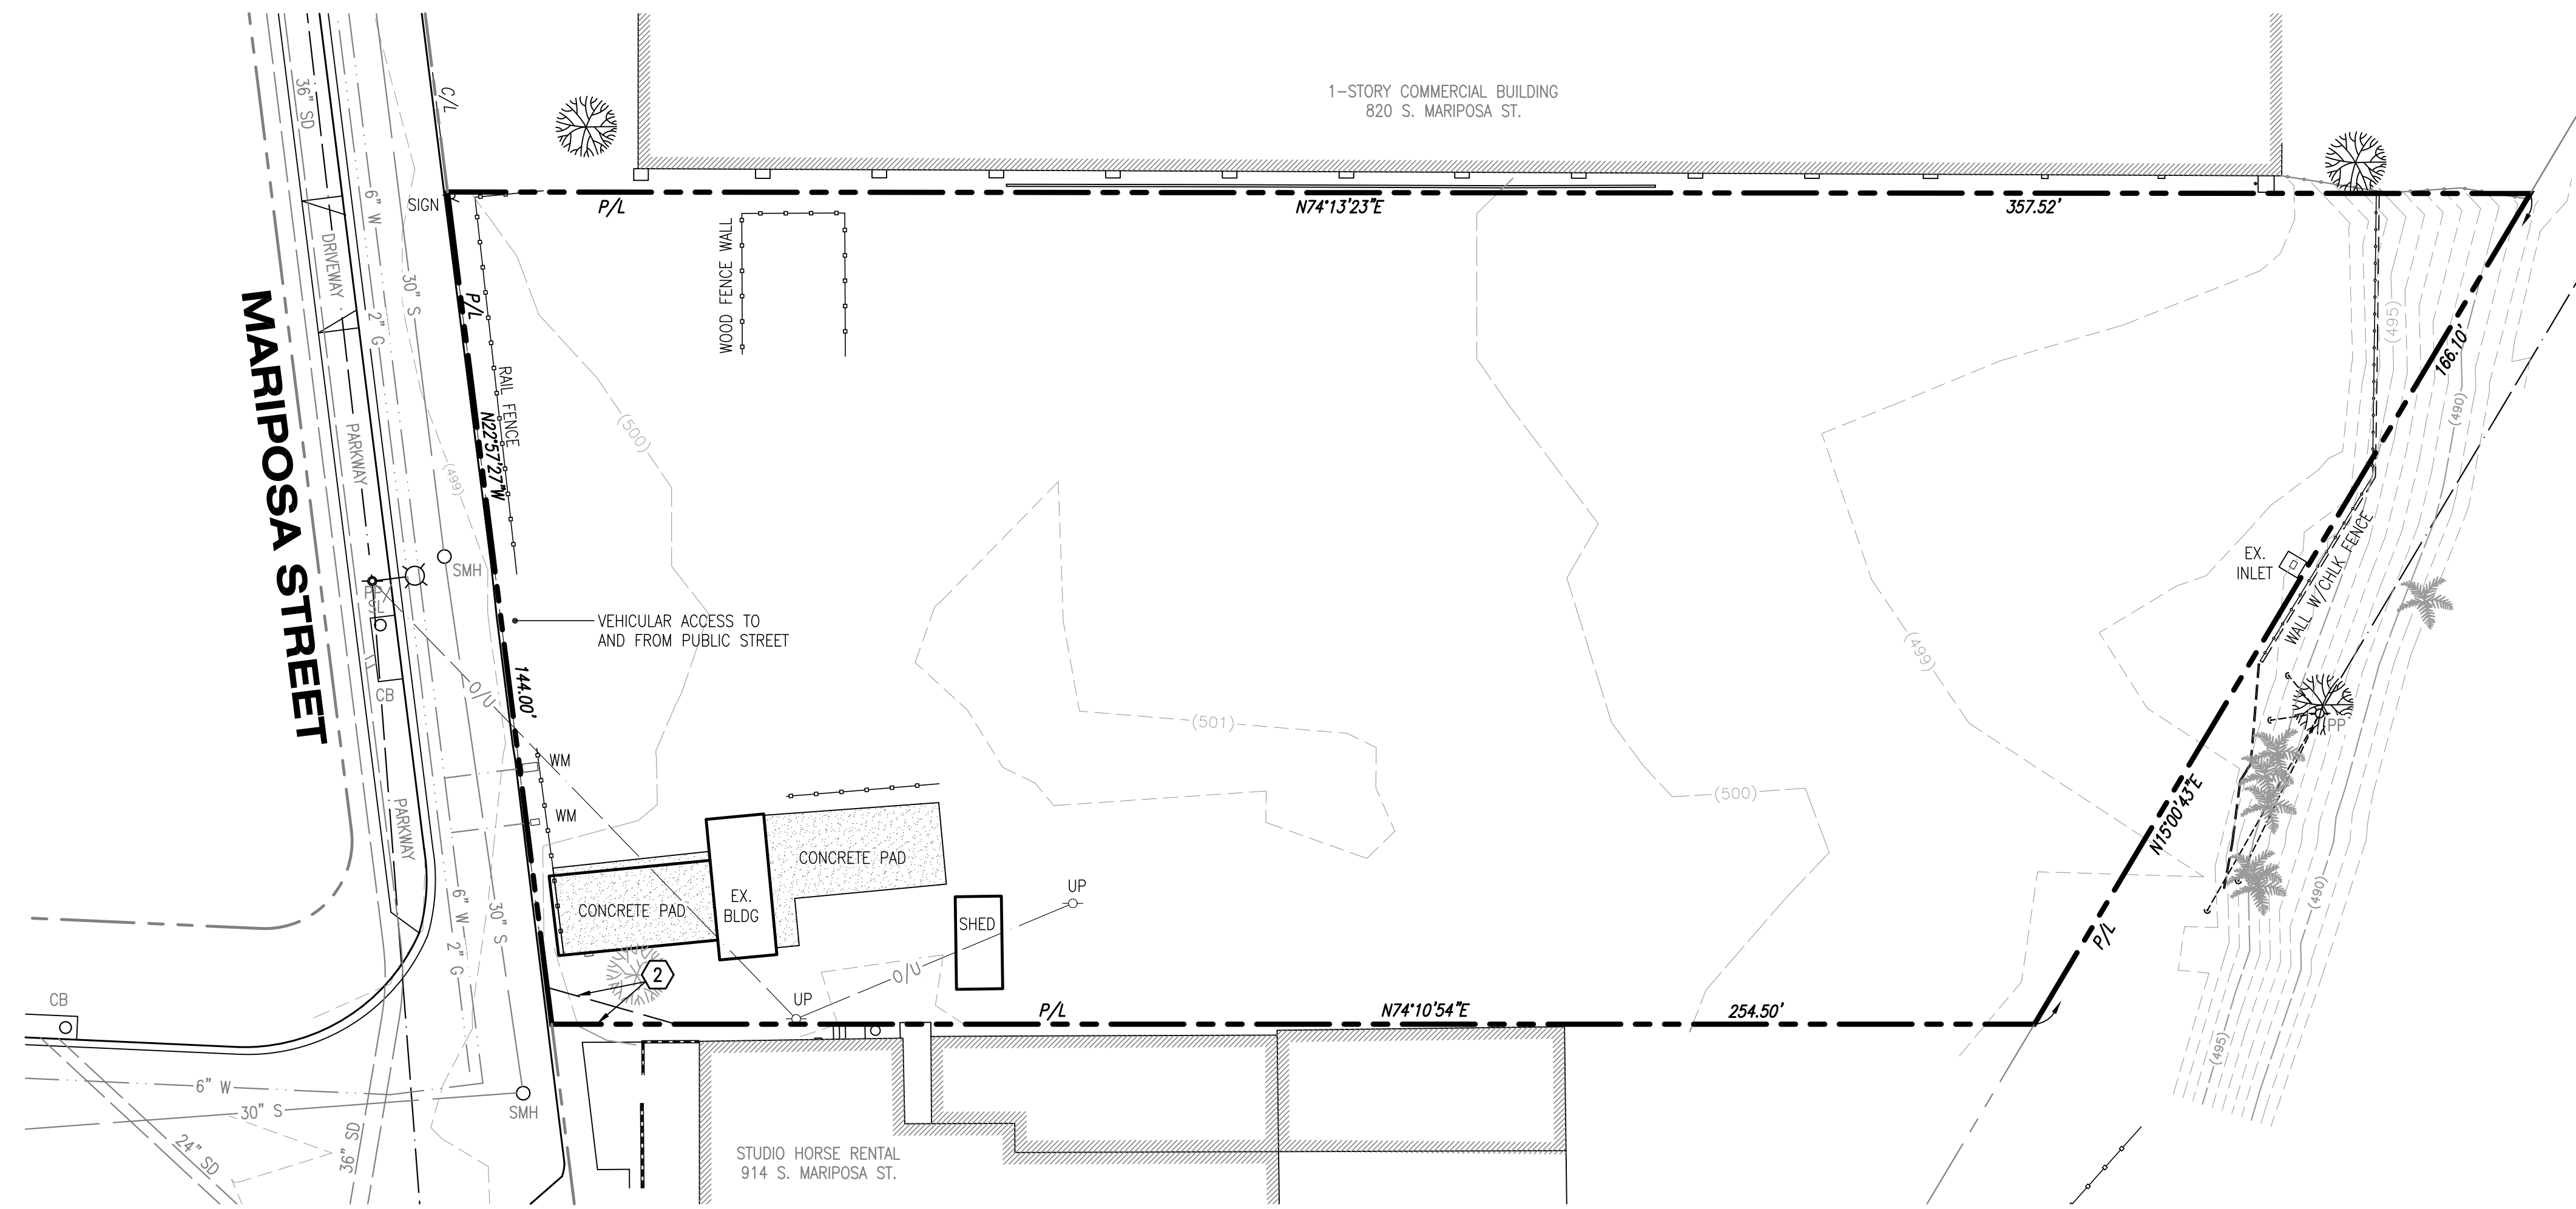 1-STORY COMMERCIAL BUILDING
820 S. MARIPOSA ST.
C/L
36" SD
6" W
2" G
30" S
SIGN
DRIVEWAY
P/L
N74°13'23"E
357.52'
P/L
RAIL FENCE
N22°57'27"W
144.00'
WOOD FENCE WALL
MARIPOSA STREET
PARKWAY
(499)
(500)
(495)
166.10'
(490)
SMH
PP
VEHICULAR ACCESS TO
AND FROM PUBLIC STREET
EX.
INLET
WALL W/CHLK FENCE
(499)
O/U
CB
(501)
PP
WM
WM
(500)
N15°00'43"E
PARKWAY
CONCRETE PAD
CONCRETE PAD
EX.
BLDG
SHED
UP
6" W
2" G
30" S
O/U
2
UP
P/L
(490)
CB
P/L
N74°10'54"E
254.50'
(495)
6" W
30" S
SMH
24" SD
36" SD
STUDIO HORSE RENTAL
914 S. MARIPOSA ST.